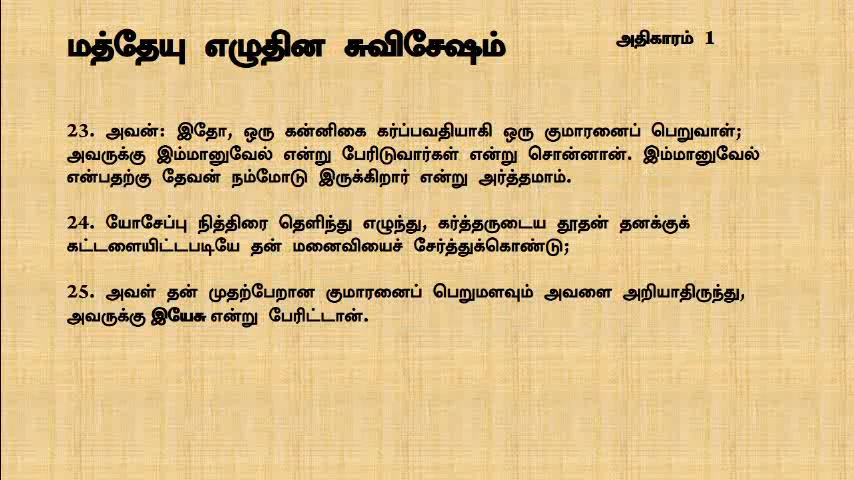 மத்தேயு எழுதின சுவிசேஷம்
அதிகாரம் 1
23. அவன்: இதோ, ஒரு கன்னிகை கர்ப்பவதியாகி ஒரு குமாரனைப் பெறுவாள்;
அவருக்கு இம்மானுவேல் என்று பேரிடுவார்கள் என்று சொன்னான். இம்மானுவேல்
என்பதற்கு தேவன் நம்மோடு இருக்கிறார் என்று அர்த்தமாம்.
24. யோசேப்பு நித்திரை தெளிந்து எழுந்து, கர்த்தருடைய தூதன் தனக்குக்
கட்டளையிட்டபடியே தன் மனைவியைச் சேர்த்துக்கொண்டு;
25. அவள் தன் முதற்பேறான குமாரனைப் பெறுமளவும் அவளை அறியாதிருந்து,
அவருக்கு இயேசு என்று பேரிட்டான்.